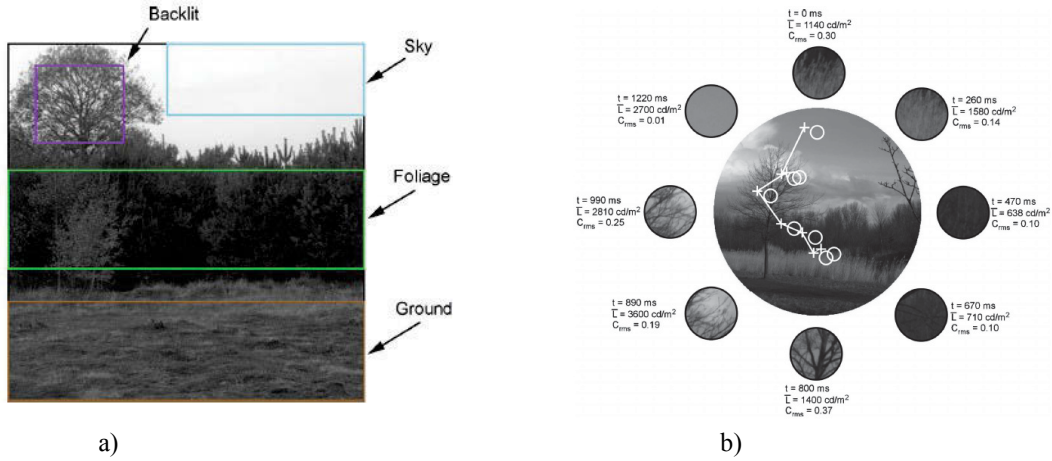 Backlit
Sky
Foliage
Ground
a)
t = 0 ms
L = 1140 cd/m²
Crms = 0.30
t = 260 ms
L = 1580 cd/m²
Crms = 0.14
t = 470 ms
L = 638 cd/m²
Crms = 0.10
t = 670 ms
L = 710 cd/m²
Crms = 0.10
t = 800 ms
L = 1400 cd/m²
Crms = 0.37
t = 890 ms
L = 3600 cd/m²
Crms = 0.19
t = 990 ms
L = 2810 cd/m²
Crms = 0.25
t = 1220 ms
L = 2700 cd/m²
Crms = 0.01
b)